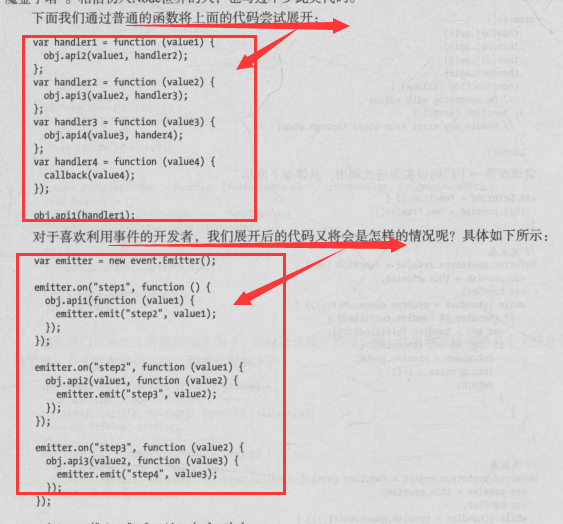 下面我们通过普通的函数将上面的代码尝试展开：
var handler1 = function (value1) {
obj.api2(value1, handler2);
};
var handler2 = function (value2) {
obj.api3(value2, handler3);
};
var handler3 = function (value3) {
obj.api4(value3, hander4);
};
var handler4 = function (value4) {
callback(value4);
});
obj.api1(handler1);
对于喜欢利用事件的开发者，我们展开后的代码又将会是怎样的情况呢？具体如下所示：
var emitter = new event.Emitter();
emitter.on("step1", function () {
obj.api1(function (value1) {
emitter.emit("step2", value1);
});
});
emitter.on("step2", function (value1) {
obj.api2(value1, function (value2) {
emitter.emit("step3", value2);
});
});
emitter.on("step3", function (value2) {
obj.api3(value2, function (value3) {
emitter.emit("step4", value3);
});
});